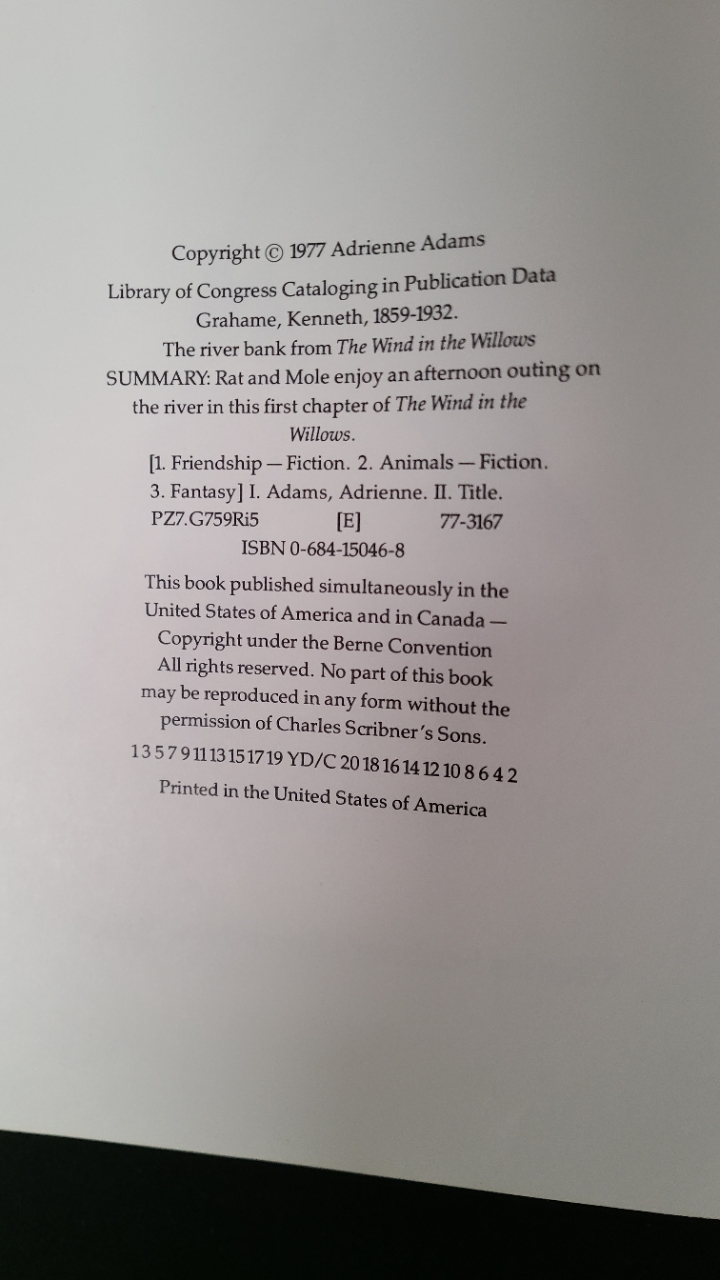 Copyright © 1977 Adrienne Adams
Library of Congress Cataloging in Publication Data
Grahame, Kenneth, 1859-1932.
The river bank from The Wind in the Willows
SUMMARY: Rat and Mole enjoy an afternoon outing on
the river in this first chapter of The Wind in the
Willows.
[1. Friendship — Fiction. 2. Animals — Fiction.
3. Fantasy] I. Adams, Adrienne. II. Title.
PZ7.G759Ri5 [E] 77-3167
ISBN 0-684-15046-8
This book published simultaneously in the
United States of America and in Canada —
Copyright under the Berne Convention
All rights reserved. No part of this book
may be reproduced in any form without the
permission of Charles Scribner's Sons.
1 3 5 7 9 11 13 15 17 19 YD/C 20 18 16 14 12 10 8 6 4 2
Printed in the United States of America